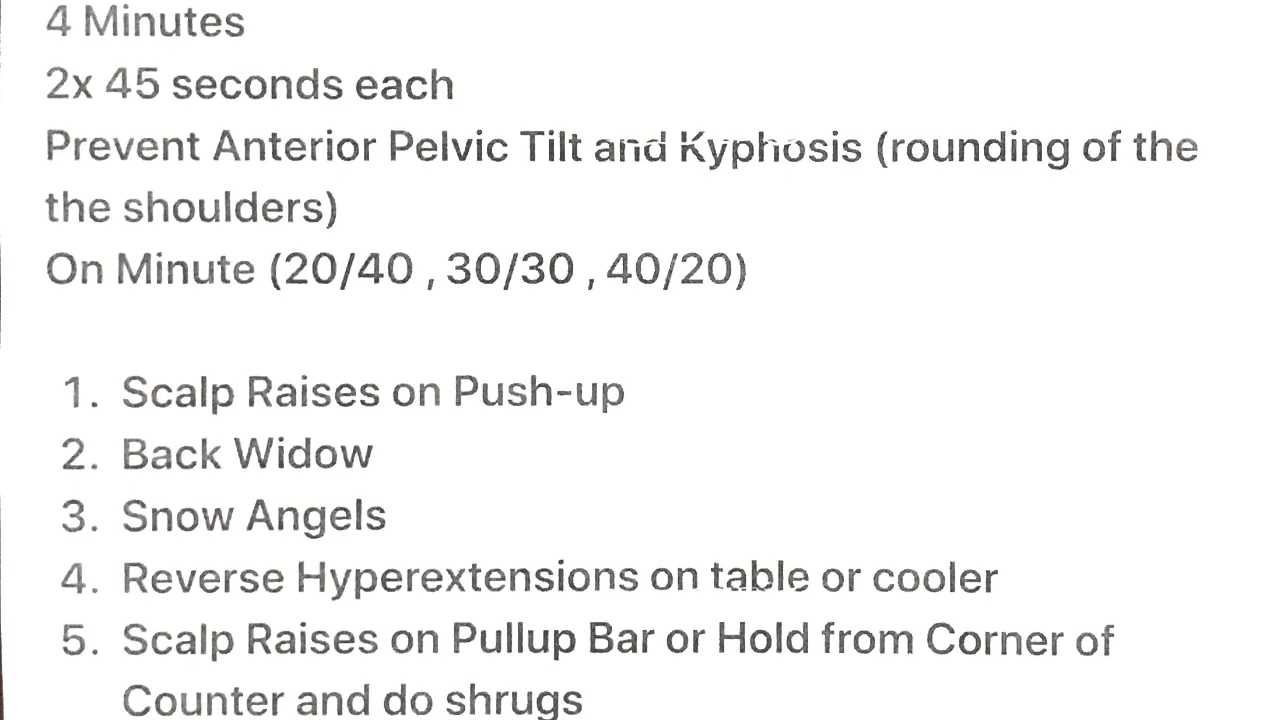 4 Minutes
2x 45 seconds each
Prevent Anterior Pelvic Tilt and Kyphosis (rounding of the
the shoulders)
On Minute (20/40 , 30/30 , 40/20)
1. Scalp Raises on Push-up
2. Back Widow
3. Snow Angels
4. Reverse Hyperextensions on table or cooler
5. Scalp Raises on Pullup Bar or Hold from Corner of
Counter and do shrugs